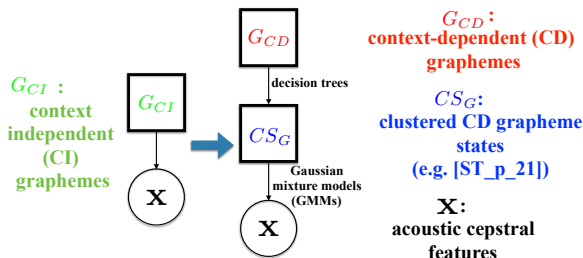 G_CI :
context
independent
(CI)
graphemes
G_CI
X
G_CD
decision trees
CS_G
Gaussian
mixture models
(GMMs)
X
G_CD:
context-dependent (CD)
graphemes
CS_G:
clustered CD grapheme
states
(e.g. [ST_p_21])
X:
acoustic cepstral
features